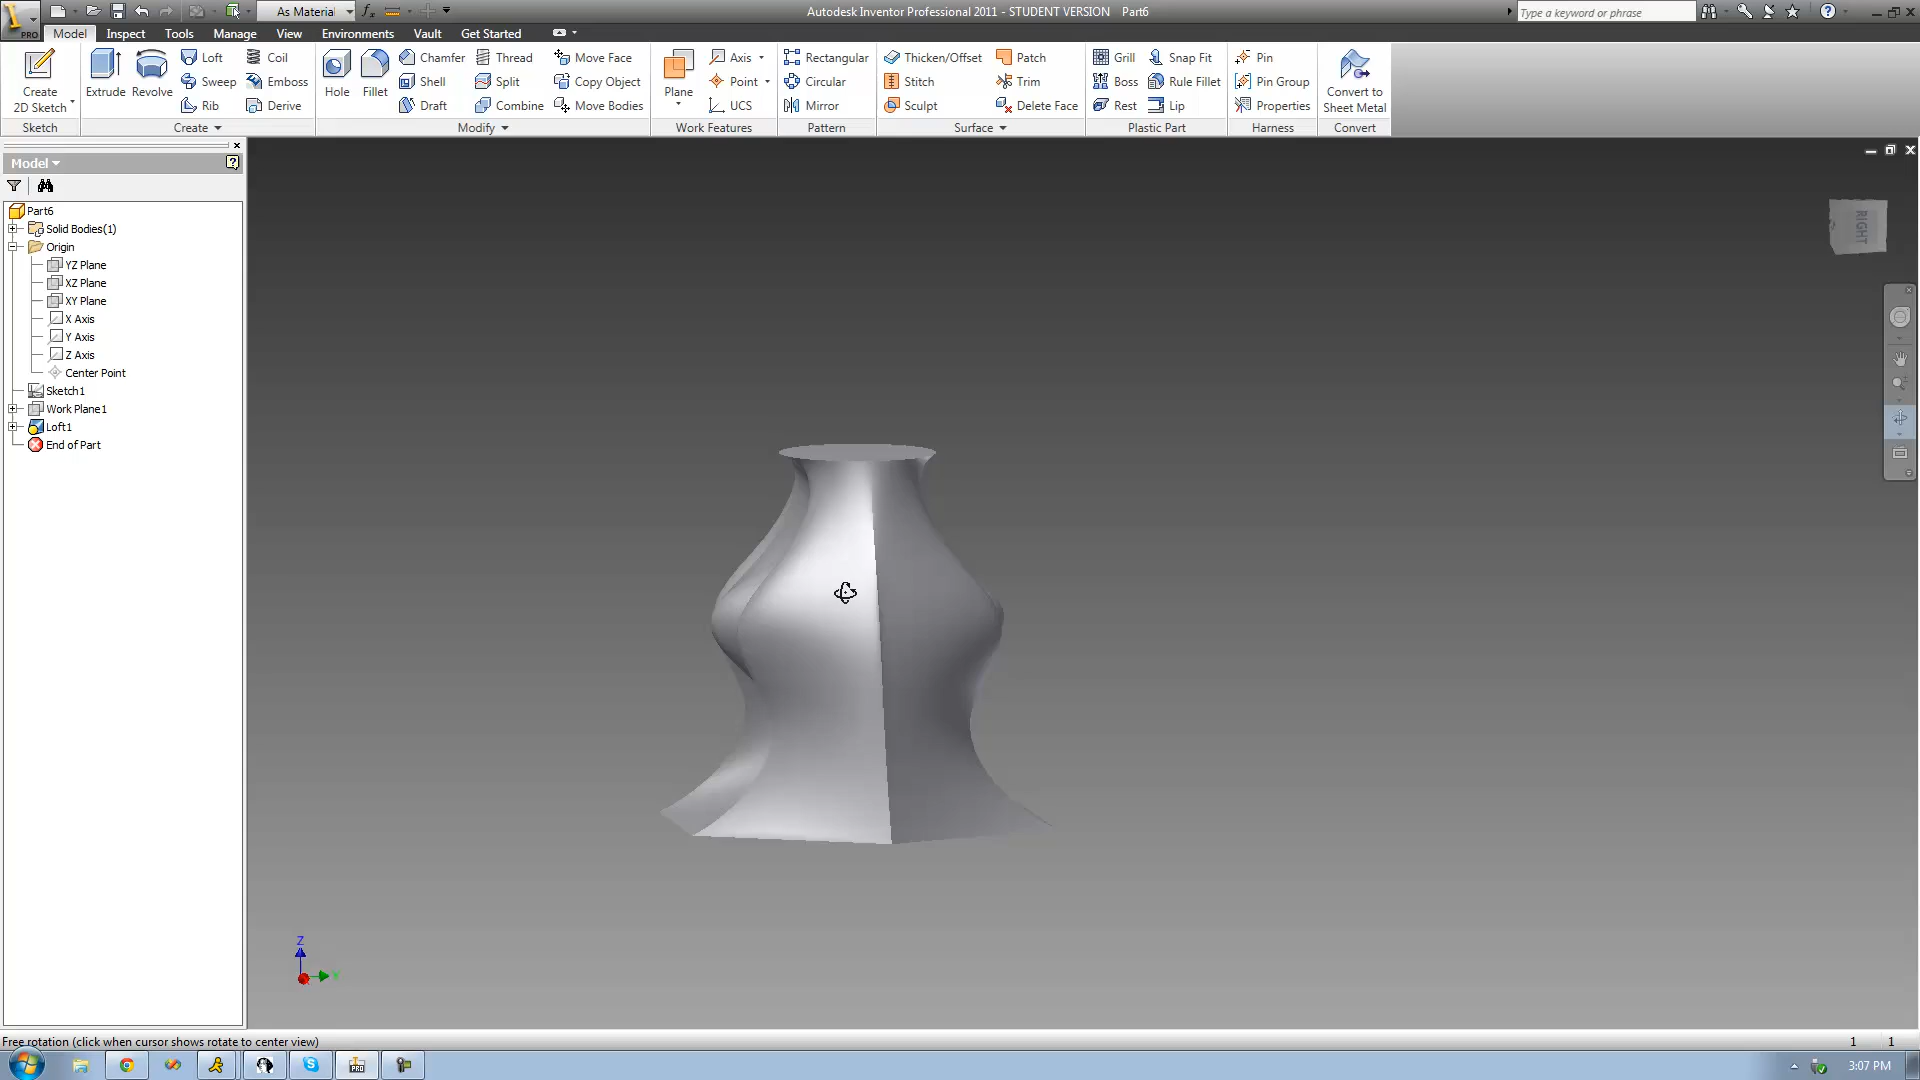 As Material
Autodesk Inventor Professional 2011 - STUDENT VERSION Part6
Type a keyword or phrase
PRO
Model Inspect Tools Manage View Environments Vault Get Started
Create
2D Sketch
Extrude
Revolve
Loft
Sweep
Rib
Coil
Emboss
Derive
Hole
Fillet
Chamfer
Shell
Draft
Thread
Split
Combine
Move Face
Copy Object
Move Bodies
Plane
Axis
Point
UCS
Rectangular
Circular
Mirror
Thicken/Offset
Stitch
Sculpt
Patch
Trim
Delete Face
Grill
Boss
Rest
Snap Fit
Rule Fillet
Lip
Pin
Pin Group
Properties
Convert to
Sheet Metal
Sketch Create Modify Work Features Pattern Surface Plastic Part Harness Convert
Model
Part6
Solid Bodies(1)
Origin
YZ Plane
XZ Plane
XY Plane
X Axis
Y Axis
Z Axis
Center Point
Sketch1
Work Plane1
Loft1
End of Part
RIGHT
Z
Y
Free rotation (click when cursor shows rotate to center view)
1 1
PRO
3:07 PM